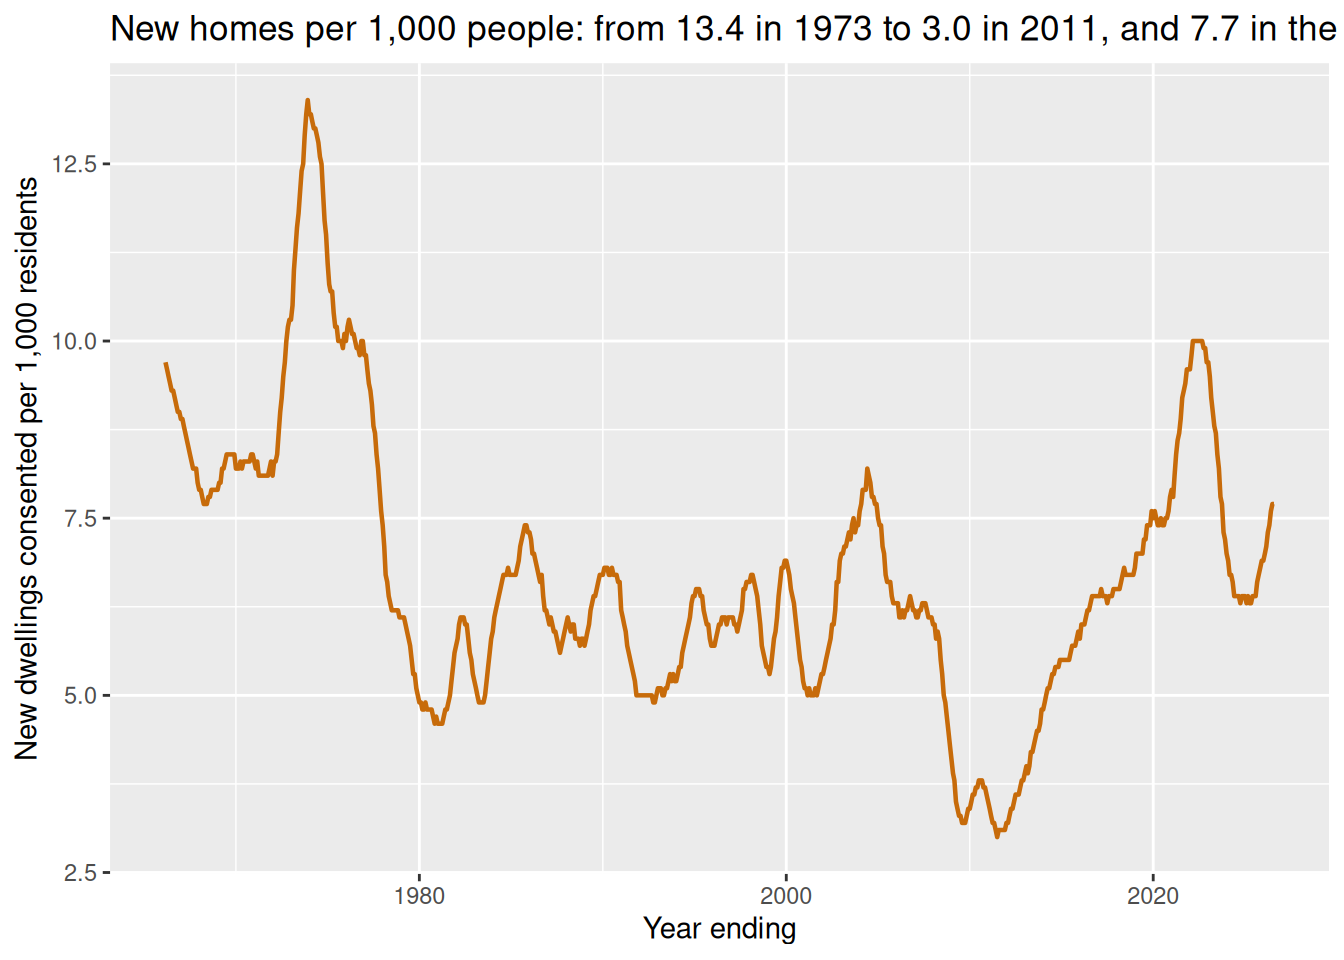 New homes per 1,000 people: from 13.4 in 1973 to 3.0 in 2011, and 7.7 in the
New dwellings consented per 1,000 residents
12.5
10.0
7.5
5.0
2.5
1980
2000
2020
Year ending